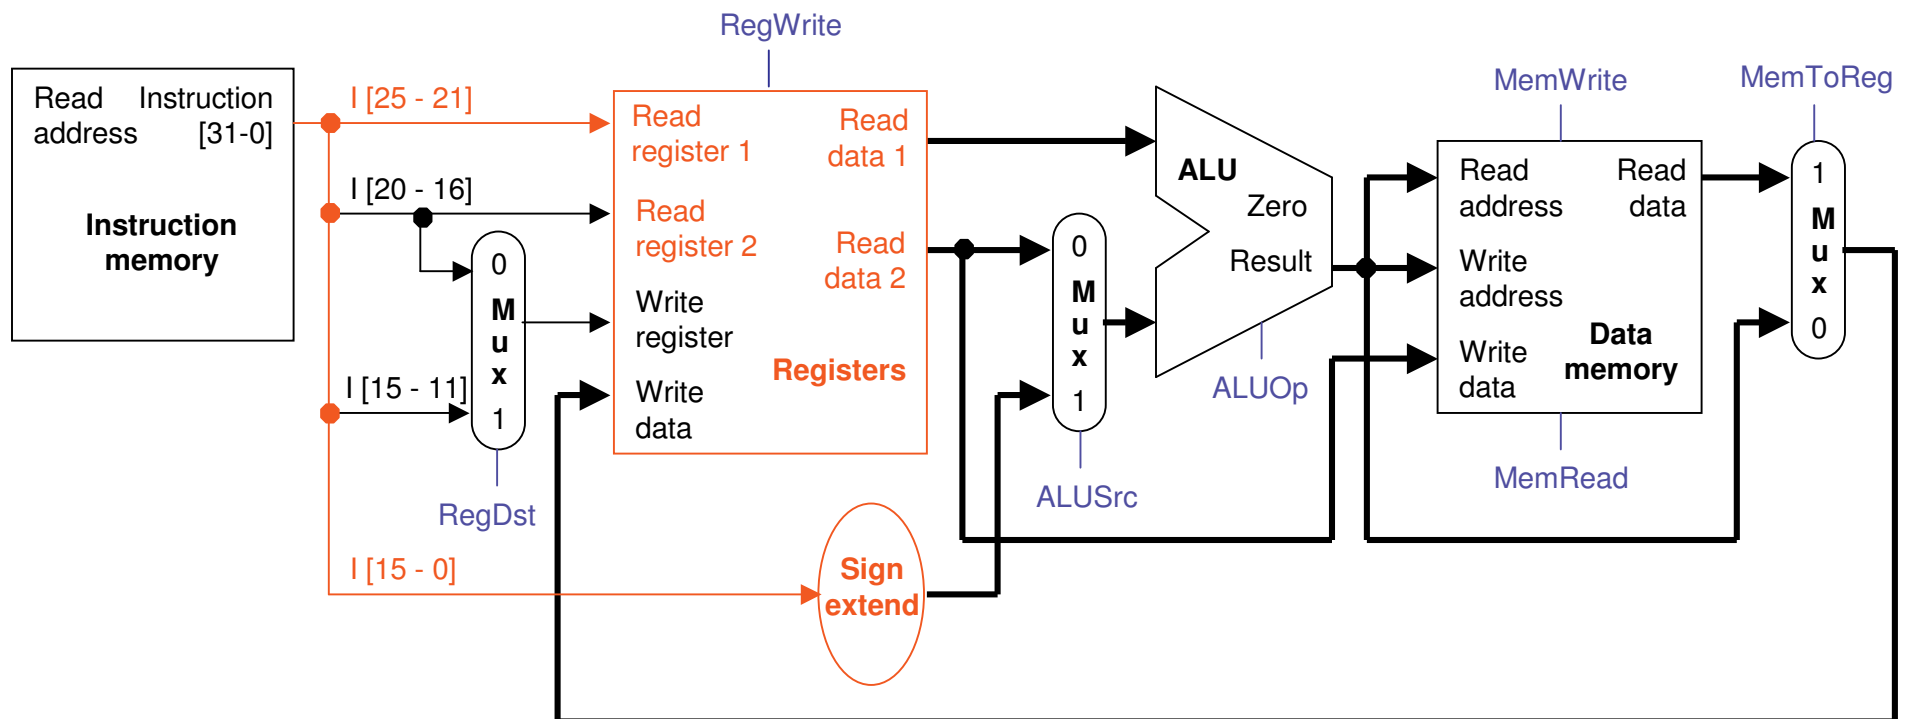 RegWrite
Read address
Instruction [31-0]
Instruction memory
I [25 - 21]
I [20 - 16]
I [15 - 11]
I [15 - 0]
0
Mux
1
RegDst
Read register 1
Read register 2
Write register
Write data
Read data 1
Read data 2
Registers
Sign extend
0
Mux
1
ALUSrc
ALU
Zero
Result
ALUOp
MemWrite
Read address
Write address
Write data
Read data
Data memory
MemRead
MemToReg
1
Mux
0